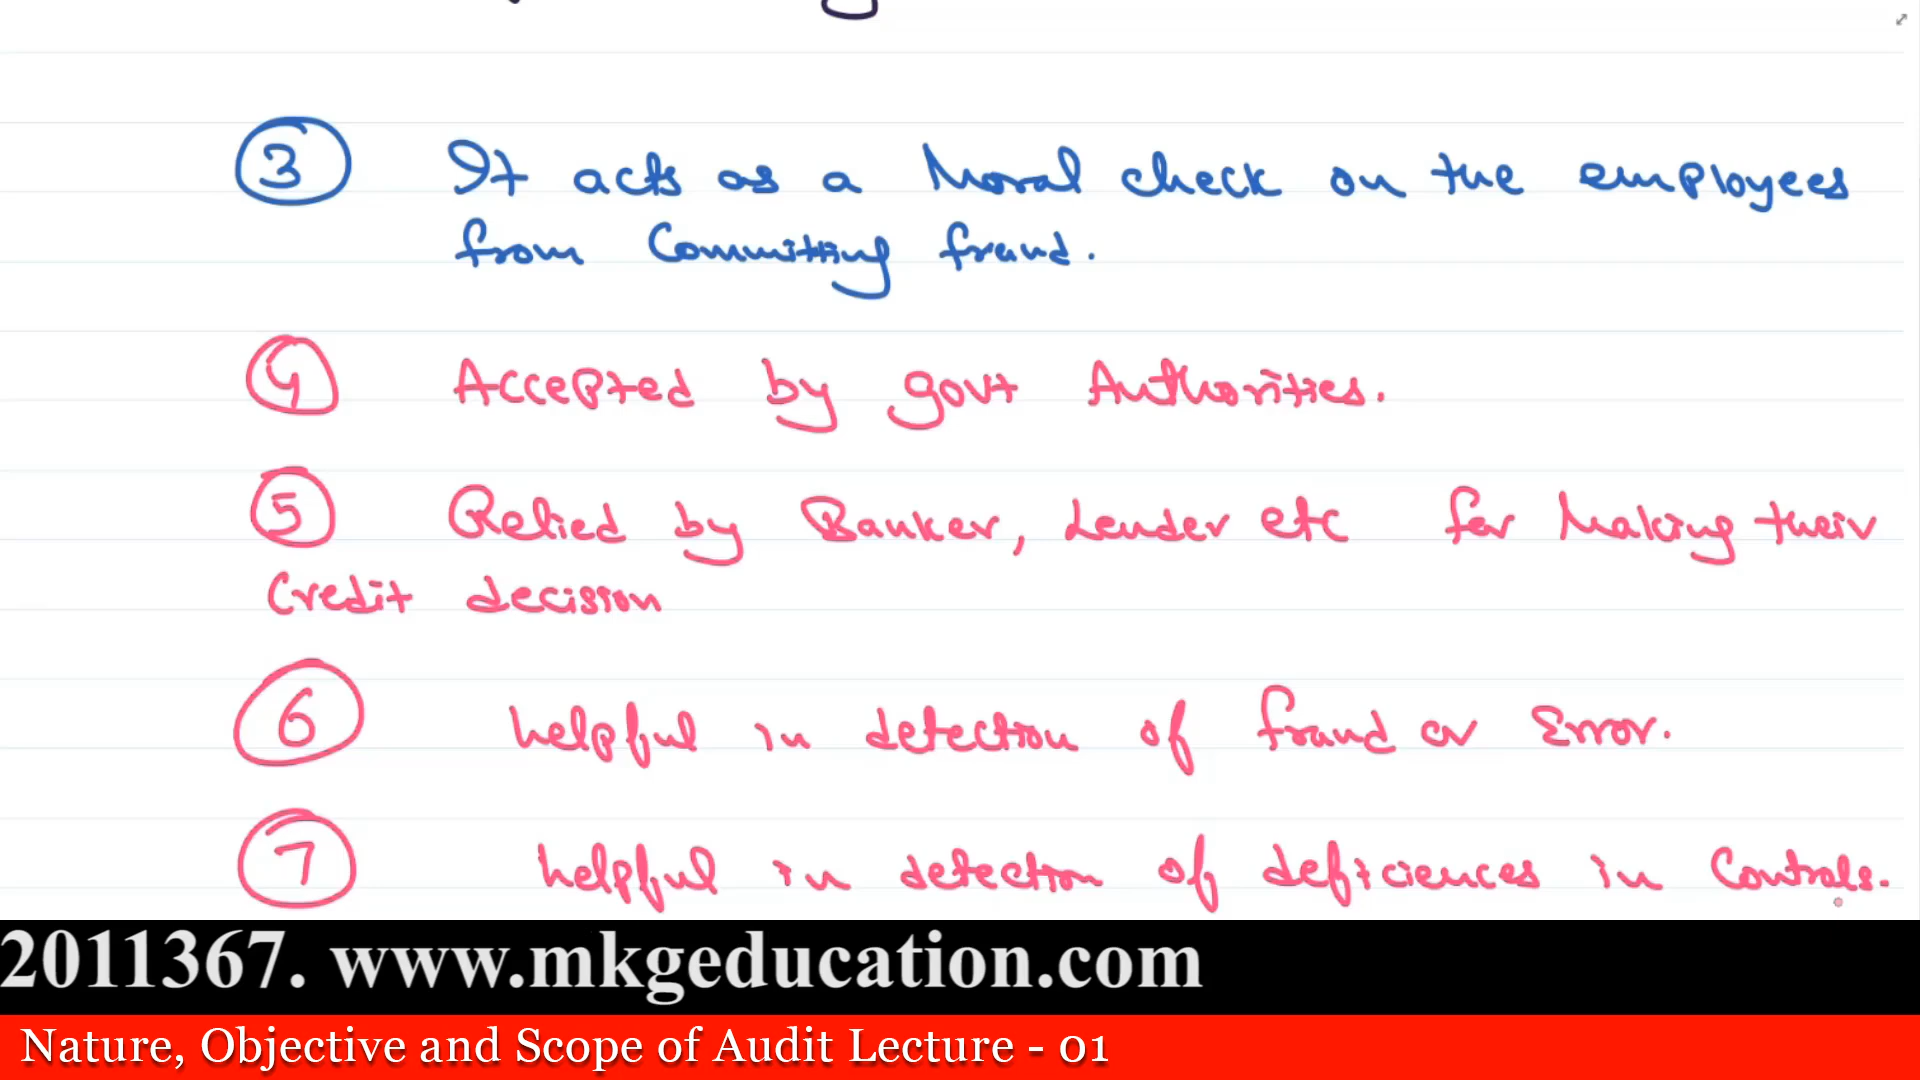 3 It acts as a Moral check on the employees
from Committing fraud.
4 Accepted by govt Authorities.
5 Relied by Banker, Lender etc for Making their
Credit decision
6 helpful in detection of fraud or Error.
7 helpful in detection of deficiences in Controls.
2011367. www.mkgeducation.com
Nature, Objective and Scope of Audit Lecture - 01